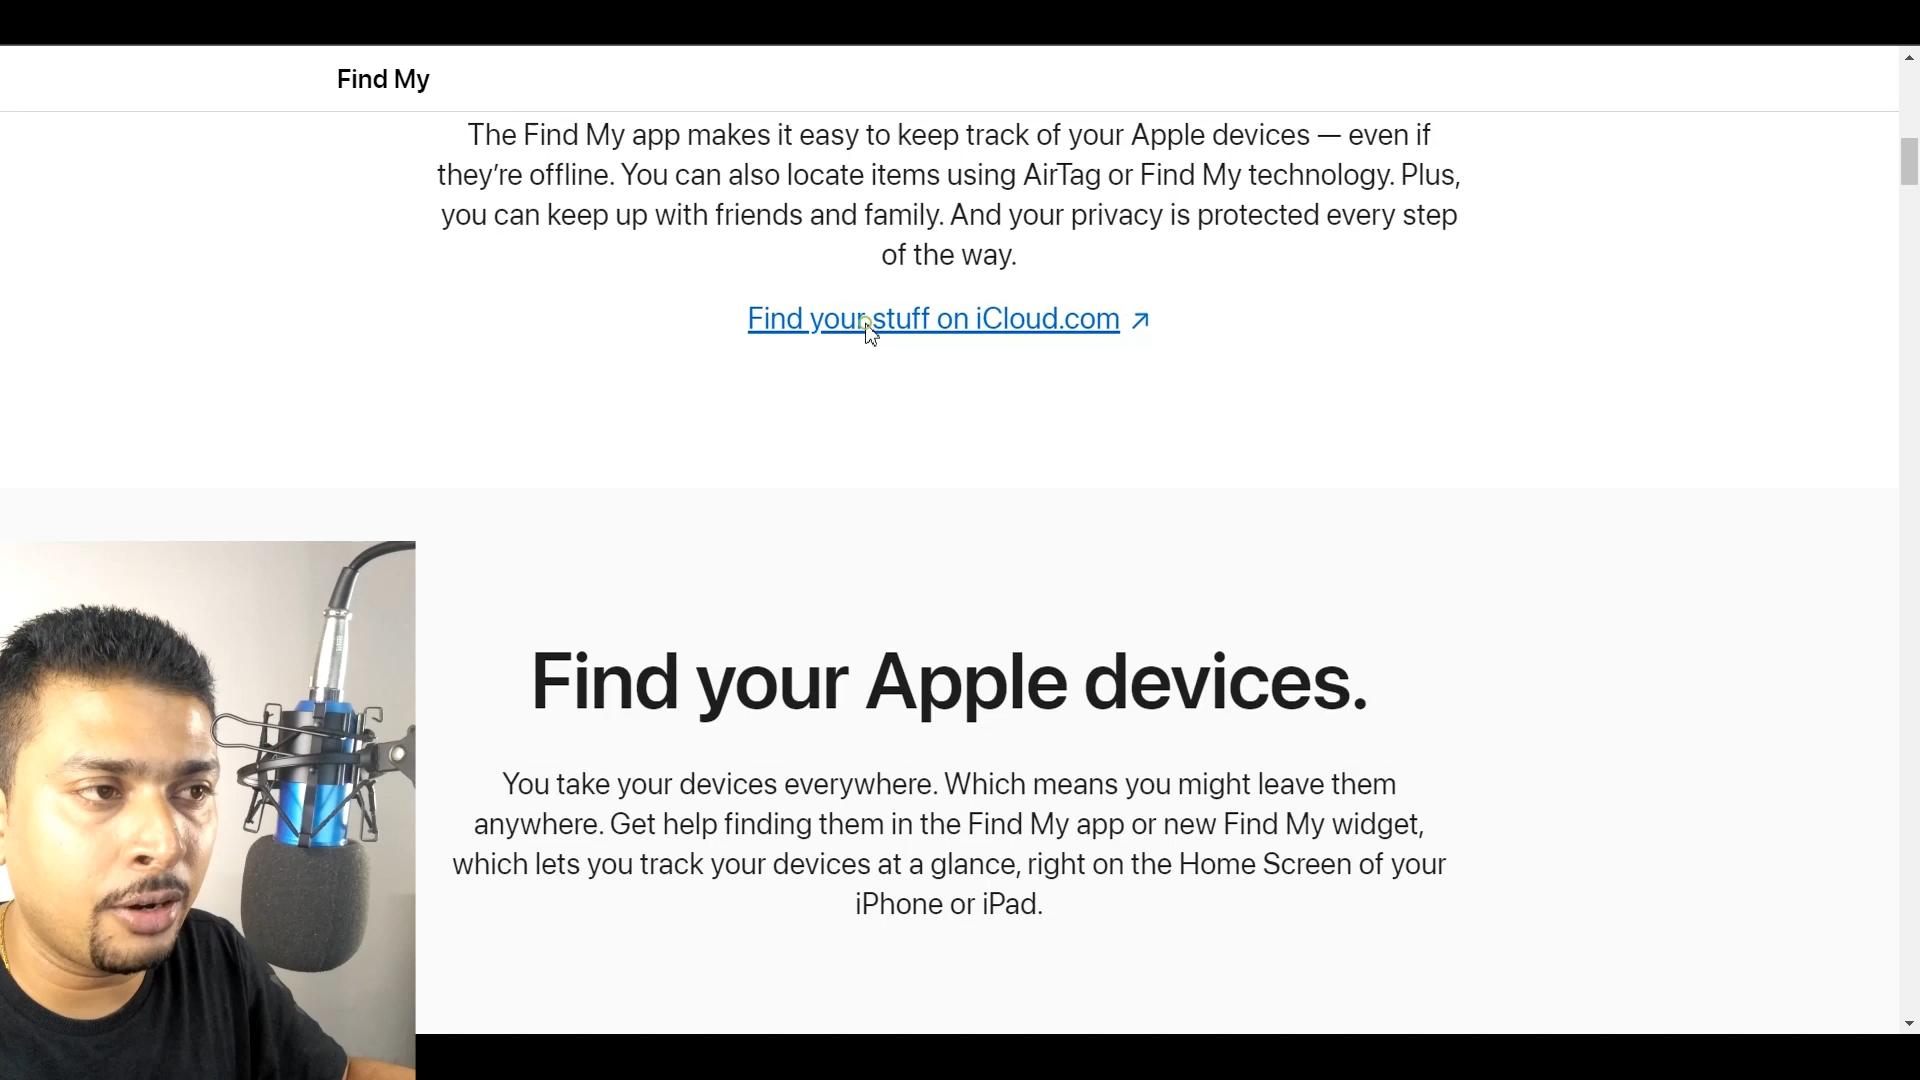 Find My
The Find My app makes it easy to keep track of your Apple devices — even if
they’re offline. You can also locate items using AirTag or Find My technology. Plus,
you can keep up with friends and family. And your privacy is protected every step
of the way.
Find your stuff on iCloud.com ↗
Find your Apple devices.
You take your devices everywhere. Which means you might leave them
anywhere. Get help finding them in the Find My app or new Find My widget,
which lets you track your devices at a glance, right on the Home Screen of your
iPhone or iPad.